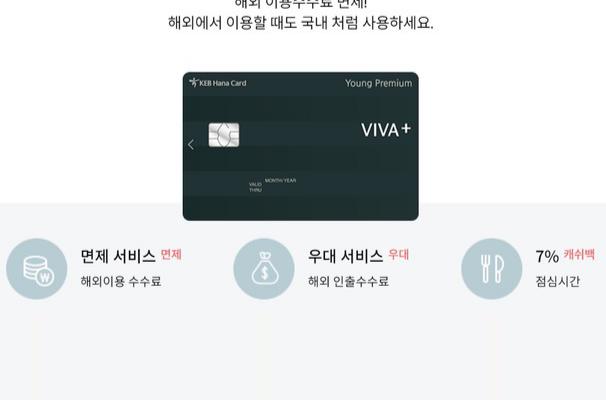 해외 이용수수료 면제!
해외에서 이용할 때도 국내 처럼 사용하세요.
KEB Hana Card
Young Premium
VIVA+
MONTH/YEAR
VALID
THRU
면제 서비스 면제
해외이용 수수료
우대 서비스 우대
해외 인출수수료
7% 캐쉬백
점심시간